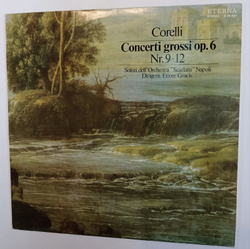 ETERNA
Corelli
Concerti grossi op. 6
Nr. 9-12
Solisti dell'Orchestra "Scarlatti" Napoli
Dirigent: Ettore Gracis